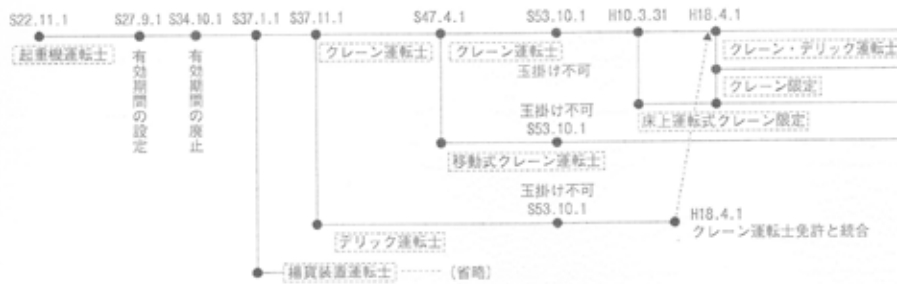 S22.11.1 S27.9.1 S34.10.1 S37.1.1 S37.11.1 S47.4.1 S53.10.1 H10.3.31 H18.4.1
起重機運転士 クレーン運転士 クレーン運転士 クレーン・デリック運転士
有効期間の設定
有効期間の廃止
玉掛け不可
クレーン限定
床上運転式クレーン限定
玉掛け不可
S53.10.1
移動式クレーン運転士
玉掛け不可
S53.10.1
H18.4.1
クレーン運転士免許と統合
デリック運転士
揚貨装置運転士 (省略)